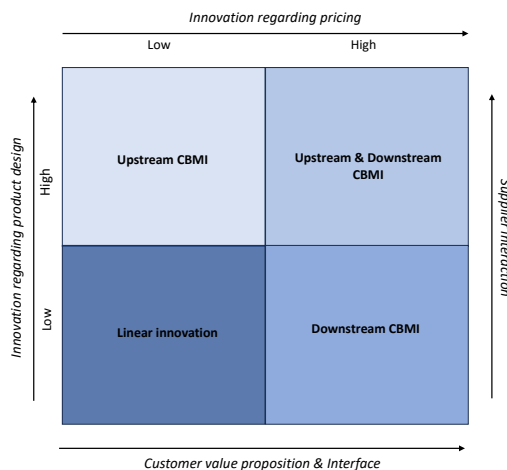 Innovation regarding pricing
Low
High
Innovation regarding product design
High
Low
Upstream CBMI
Upstream & Downstream
CBMI
Linear innovation
Downstream CBMI
Supplier interaction
Customer value proposition & Interface